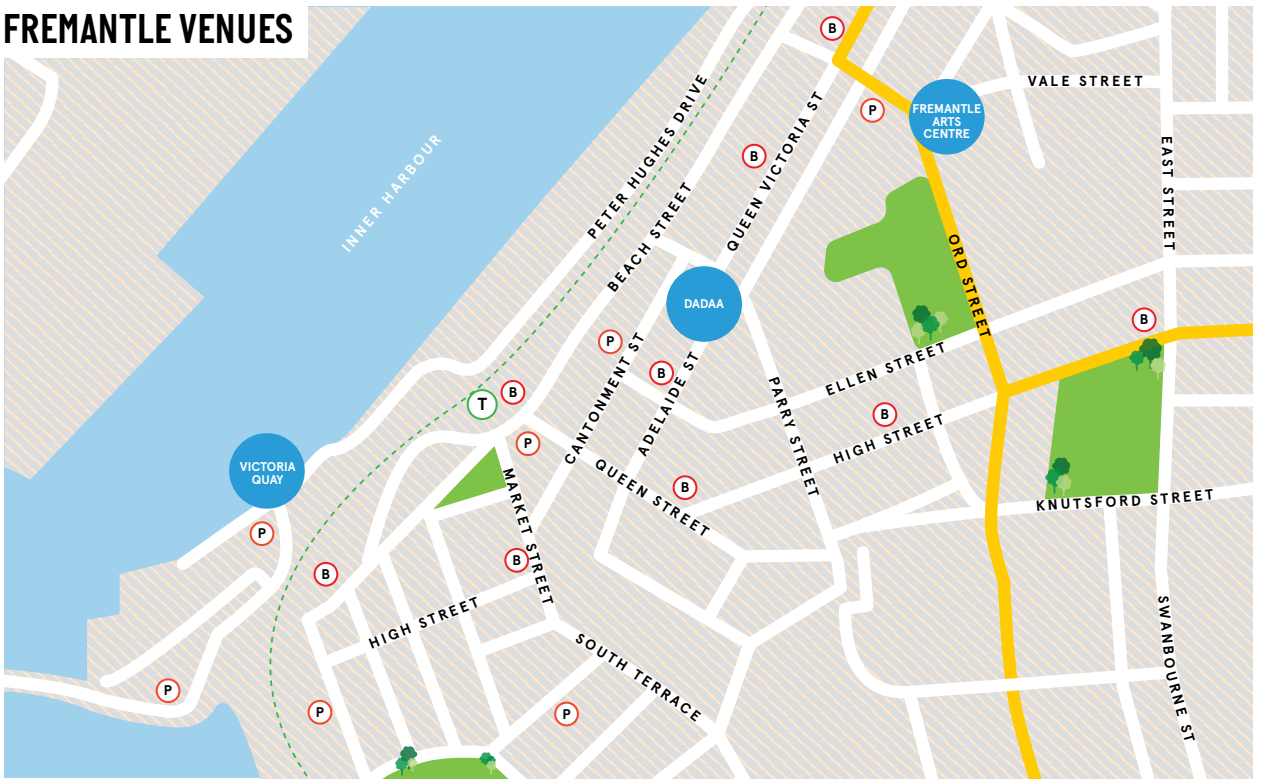 FREMANTLE VENUES
B
P
FREMANTLE
ARTS
CENTRE
VALE STREET
PETER HUGHES DRIVE
QUEEN VICTORIA ST
B
INNER HARBOUR
EAST STREET
BEACH STREET
ORD STREET
DADAA
B
P
CANTONMENT ST
B
ADELAIDE ST
ELLEN STREET
PARRY STREET
T
B
B
HIGH STREET
P
VICTORIA
QUAY
QUEEN STREET
B
MARKET STREET
KNUTSFORD STREET
P
B
B
HIGH STREET
SWANBOURNE ST
SOUTH TERRACE
P
P
P